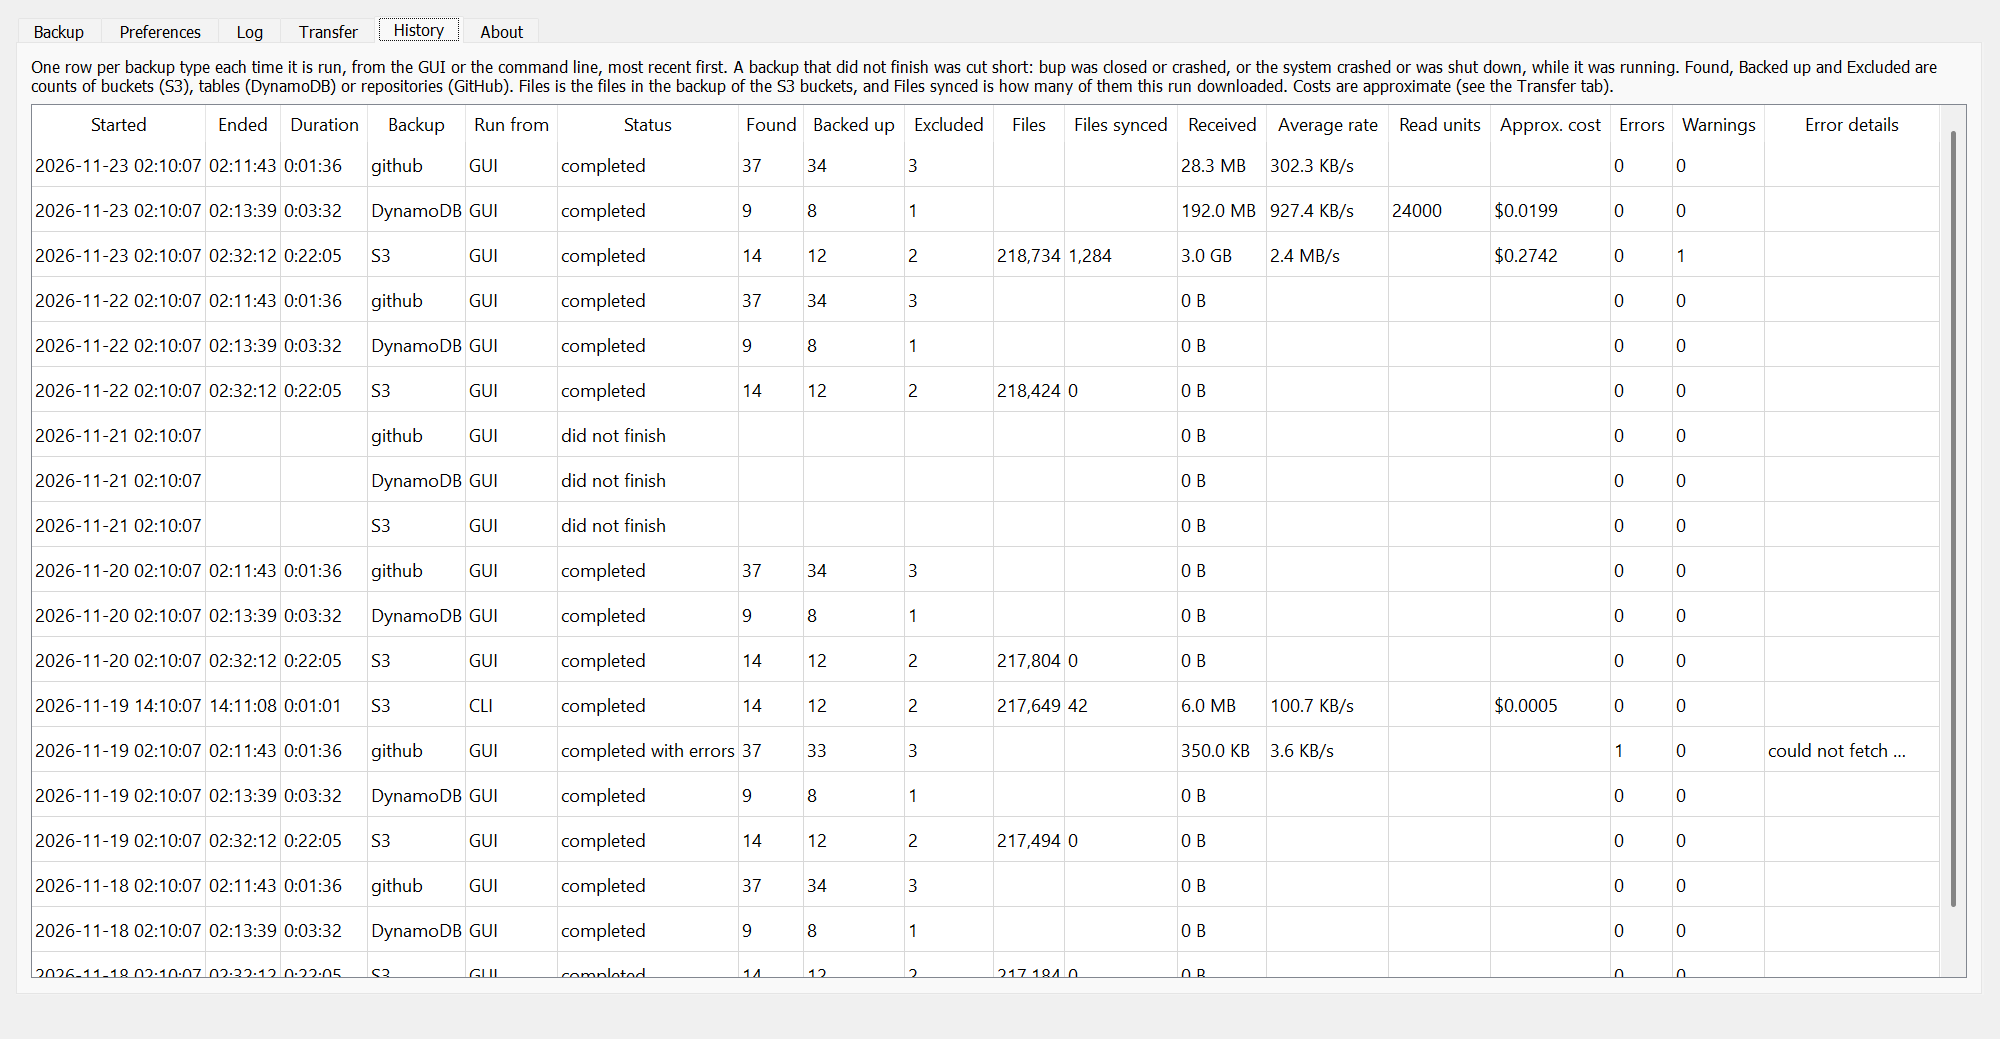 Backup Preferences Log Transfer History About
One row per backup type each time it is run, from the GUI or the command line, most recent first. A backup that did not finish was cut short: bup was closed or crashed, or the system crashed or was shut down, while it was running. Found, Backed up and Excluded are
counts of buckets (S3), tables (DynamoDB) or repositories (GitHub). Files is the files in the backup of the S3 buckets, and Files synced is how many of them this run downloaded. Costs are approximate (see the Transfer tab).
Started Ended Duration Backup Run from Status Found Backed up Excluded Files Files synced Received Average rate Read units Approx. cost Errors Warnings Error details
2026-11-23 02:10:07 02:11:43 0:01:36 github GUI completed 37 34 3 28.3 MB 302.3 KB/s 0 0
2026-11-23 02:10:07 02:13:39 0:03:32 DynamoDB GUI completed 9 8 1 192.0 MB 927.4 KB/s 24000 $0.0199 0 0
2026-11-23 02:10:07 02:32:12 0:22:05 S3 GUI completed 14 12 2 218,734 1,284 3.0 GB 2.4 MB/s $0.2742 0 1
2026-11-22 02:10:07 02:11:43 0:01:36 github GUI completed 37 34 3 0 B 0 0
2026-11-22 02:10:07 02:13:39 0:03:32 DynamoDB GUI completed 9 8 1 0 B 0 0
2026-11-22 02:10:07 02:32:12 0:22:05 S3 GUI completed 14 12 2 218,424 0 0 B 0 0
2026-11-21 02:10:07 github GUI did not finish 0 B 0 0
2026-11-21 02:10:07 DynamoDB GUI did not finish 0 B 0 0
2026-11-21 02:10:07 S3 GUI did not finish 0 B 0 0
2026-11-20 02:10:07 02:11:43 0:01:36 github GUI completed 37 34 3 0 B 0 0
2026-11-20 02:10:07 02:13:39 0:03:32 DynamoDB GUI completed 9 8 1 0 B 0 0
2026-11-20 02:10:07 02:32:12 0:22:05 S3 GUI completed 14 12 2 217,804 0 0 B 0 0
2026-11-19 14:10:07 14:11:08 0:01:01 S3 CLI completed 14 12 2 217,649 42 6.0 MB 100.7 KB/s $0.0005 0 0
2026-11-19 02:10:07 02:11:43 0:01:36 github GUI completed with errors 37 33 3 350.0 KB 3.6 KB/s 1 0 could not fetch ...
2026-11-19 02:10:07 02:13:39 0:03:32 DynamoDB GUI completed 9 8 1 0 B 0 0
2026-11-19 02:10:07 02:32:12 0:22:05 S3 GUI completed 14 12 2 217,494 0 0 B 0 0
2026-11-18 02:10:07 02:11:43 0:01:36 github GUI completed 37 34 3 0 B 0 0
2026-11-18 02:10:07 02:13:39 0:03:32 DynamoDB GUI completed 9 8 1 0 B 0 0
2026-11-18 02:10:07 02:32:12 0:22:05 S3 GUI completed 14 12 2 217,184 0 0 B 0 0